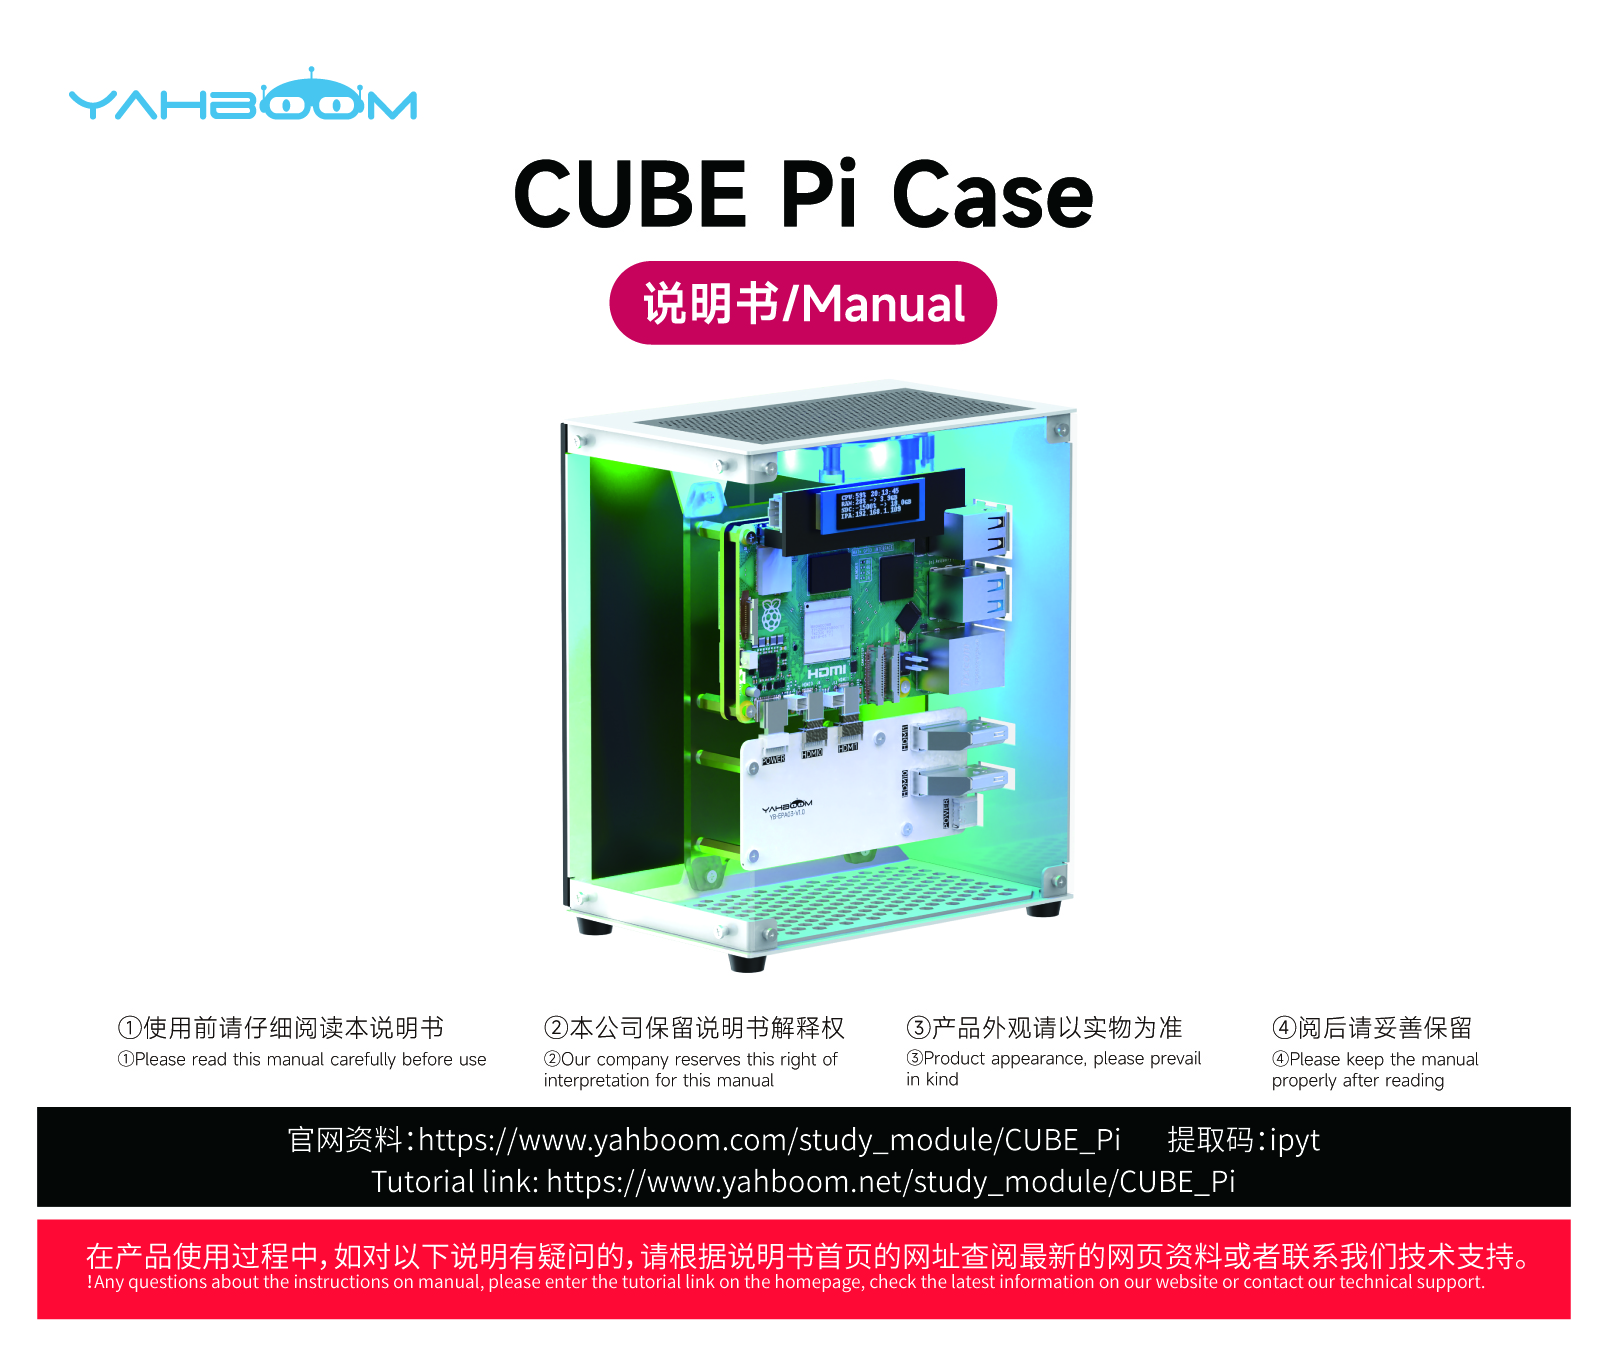 YAHBOOM
CUBE Pi Case
说明书/Manual
CPU:59% 20:13:45
RAM:28% -> 3.9GB
SDC:-1500% -> 18.0GB
IPA:192.168.1.109
HDMI
POWER
HDMI0
HDMI1
HDMI1
HDMI0
POWER
YAHBOOM
YB-EPA03-V1.0
①使用前请仔细阅读本说明书
①Please read this manual carefully before use
②本公司保留说明书解释权
②Our company reserves this right of
interpretation for this manual
③产品外观请以实物为准
③Product appearance, please prevail
in kind
④阅后请妥善保留
④Please keep the manual
properly after reading
官网资料：https://www.yahboom.com/study_module/CUBE_Pi 提取码：ipyt
Tutorial link: https://www.yahboom.net/study_module/CUBE_Pi
在产品使用过程中，如对以下说明有疑问的，请根据说明书首页的网址查阅最新的网页资料或者联系我们技术支持。
!Any questions about the instructions on manual, please enter the tutorial link on the homepage, check the latest information on our website or contact our technical support.